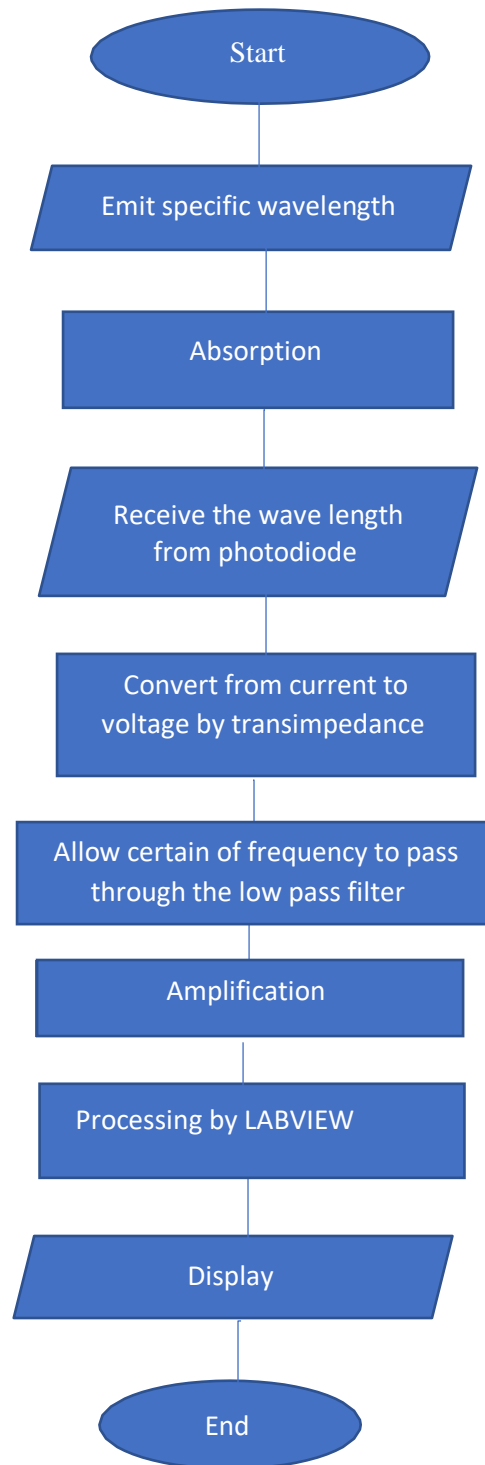 Start
Emit specific wavelength
Absorption
Receive the wave length
from photodiode
Convert from current to
voltage by transimpedance
Allow certain of frequency to pass
through the low pass filter
Amplification
Processing by LABVIEW
Display
End